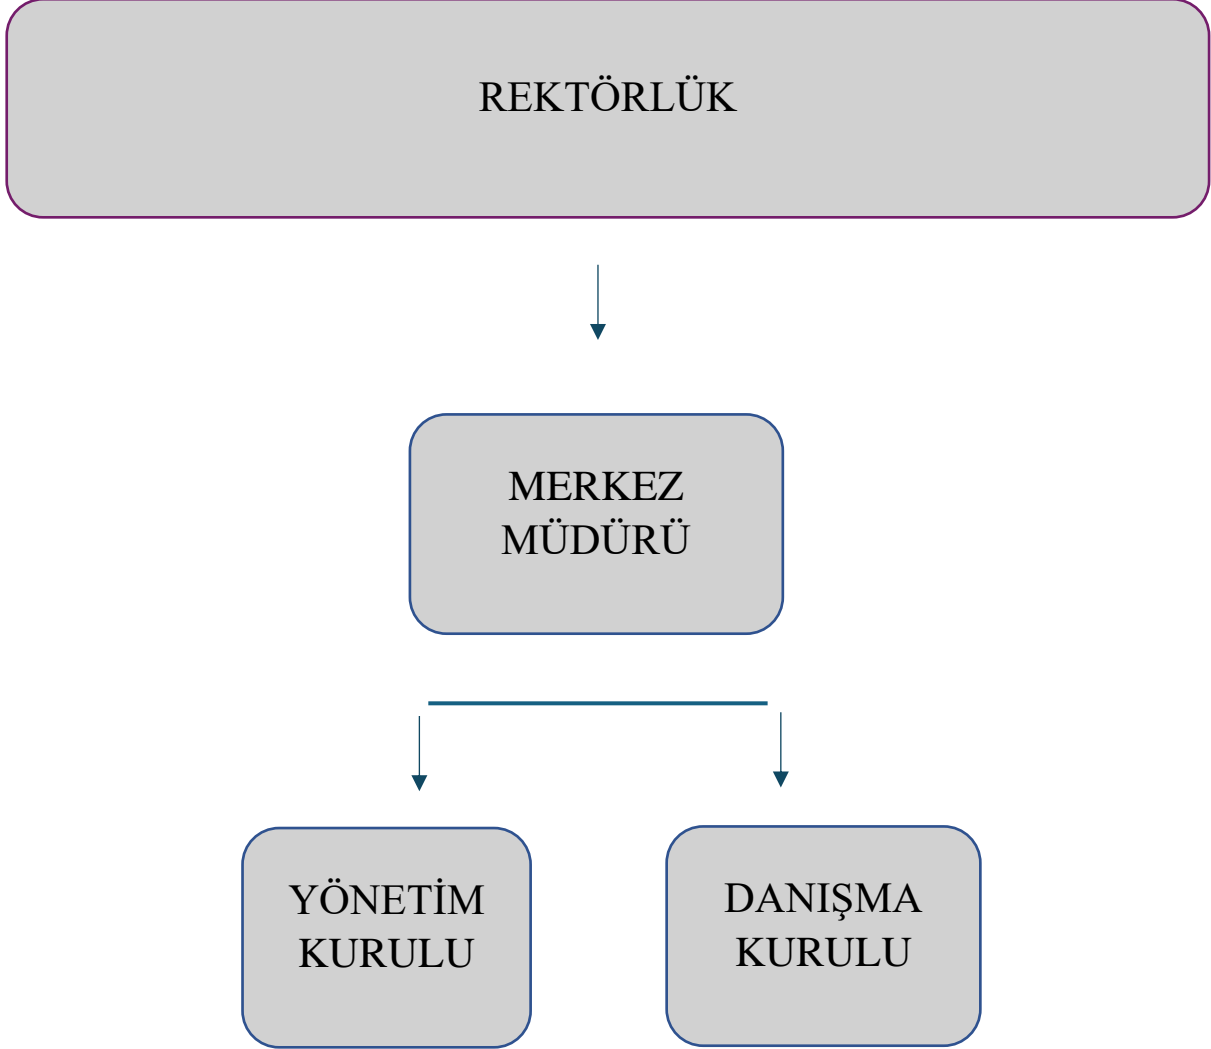 REKTÖRLÜK
MERKEZ
MÜDÜRÜ
YÖNETİM
KURULU
DANIŞMA
KURULU